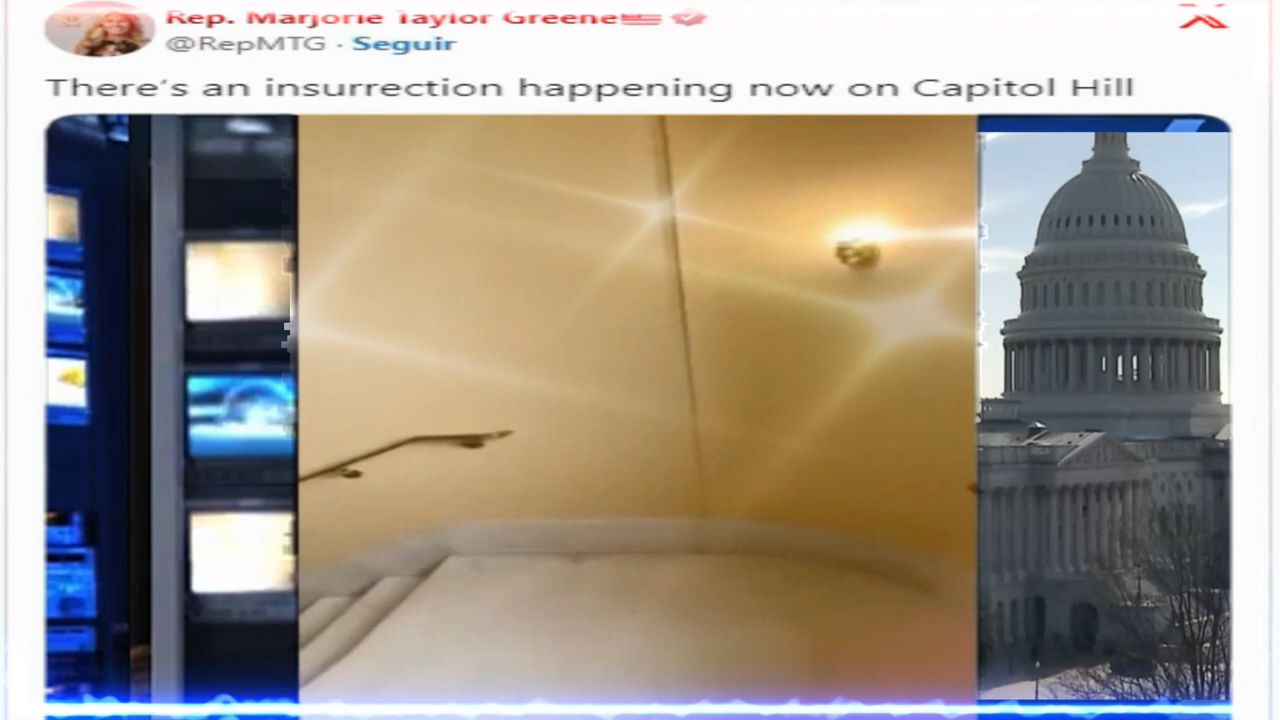 Rep. Marjorie Taylor Greene
@RepMTG · Seguir
There's an insurrection happening now on Capitol Hill